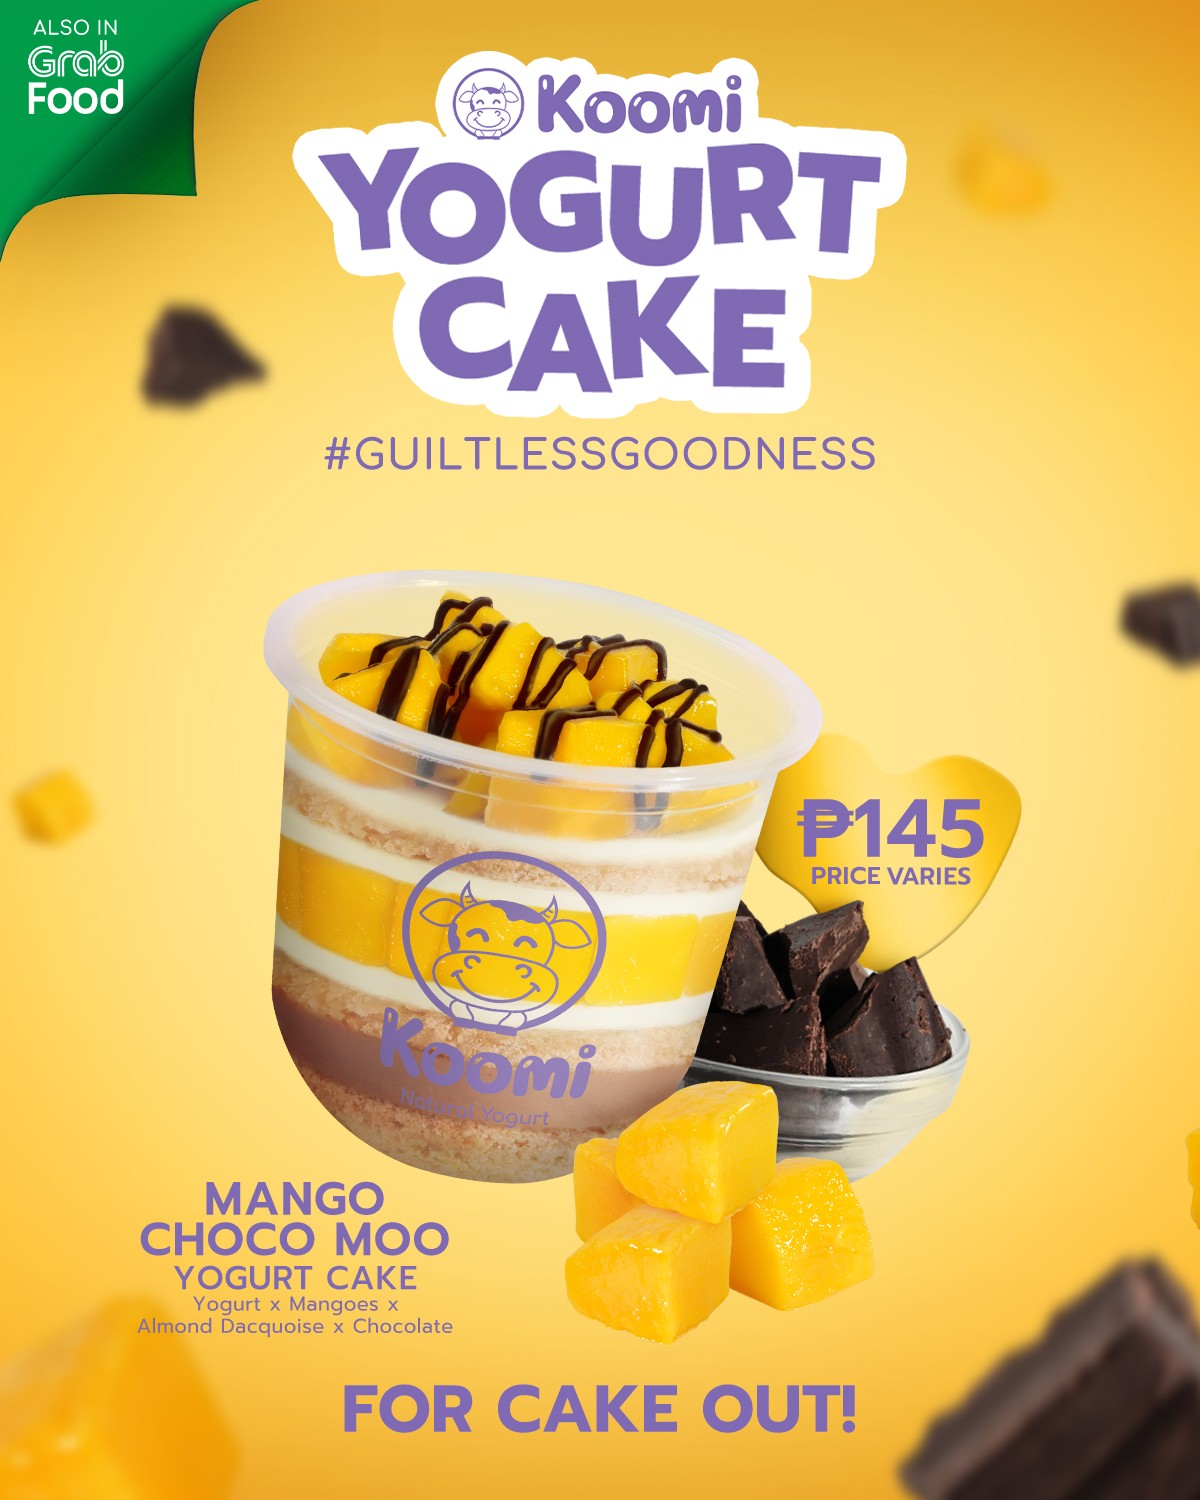 ALSO IN
Grab
Food
Koomi
YOGURT
CAKE
#GUILTLESSGOODNESS
₱145
PRICE VARIES
Koomi
Natural Yogurt
MANGO
CHOCO MOO
YOGURT CAKE
Yogurt x Mangoes x
Almond Dacquoise x Chocolate
FOR CAKE OUT!